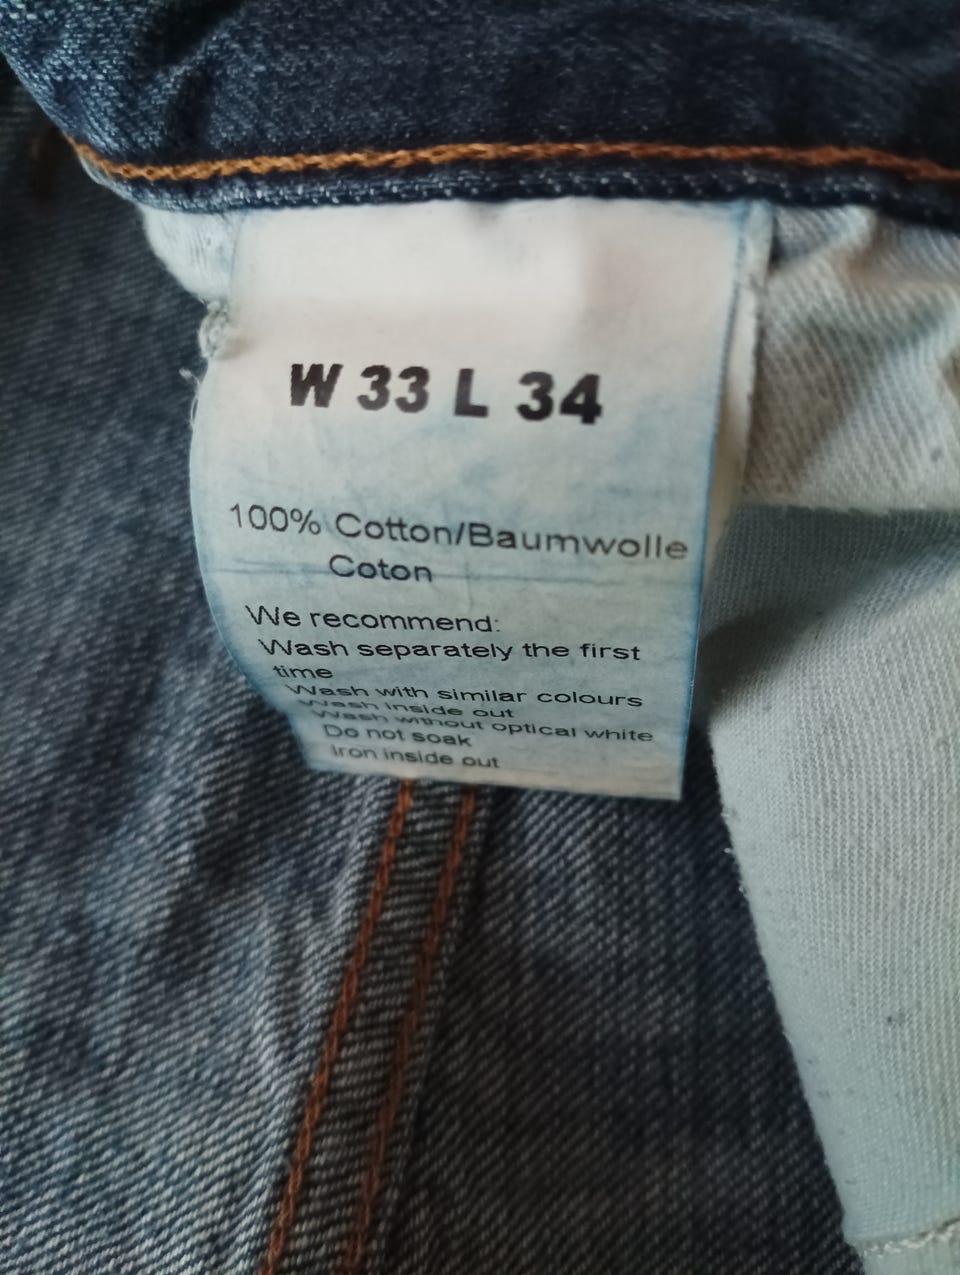 W 33 L 34
100% Cotton/Baumwolle
Coton
We recommend:
Wash separately the first
time
Wash with similar colours
Wash inside out
Wash without optical white
Do not soak
Iron inside out